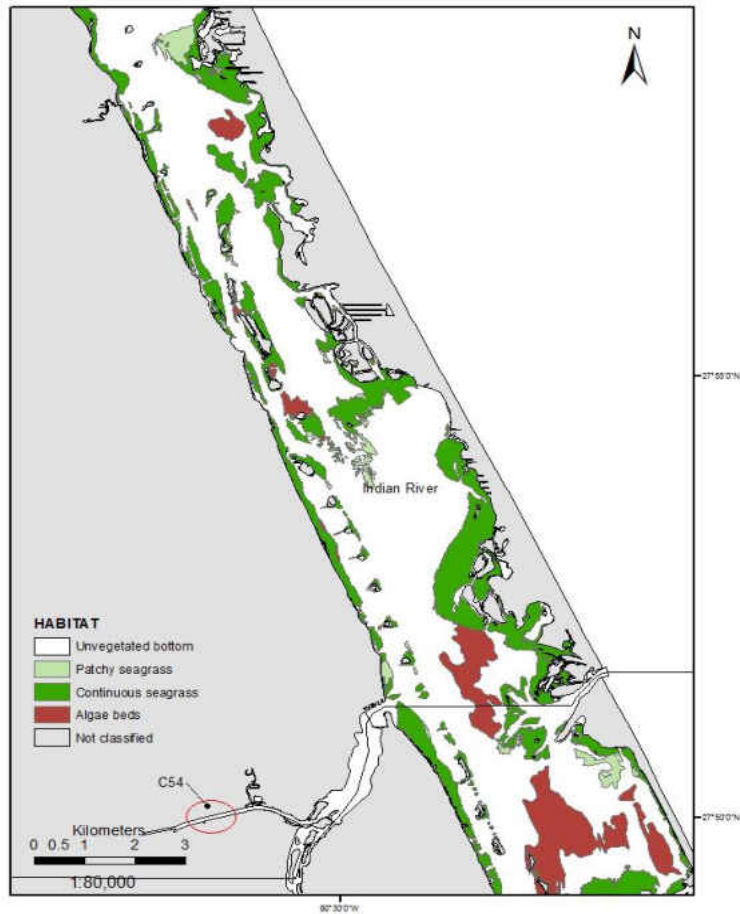 N
27°55'0"N
Indian River
HABITAT
Unvegetated bottom
Patchy seagrass
Continuous seagrass
Algae beds
Not classified
C54
Kilometers
0 0.5 1 2 3
1:80,000
27°50'0"N
80°30'0"W